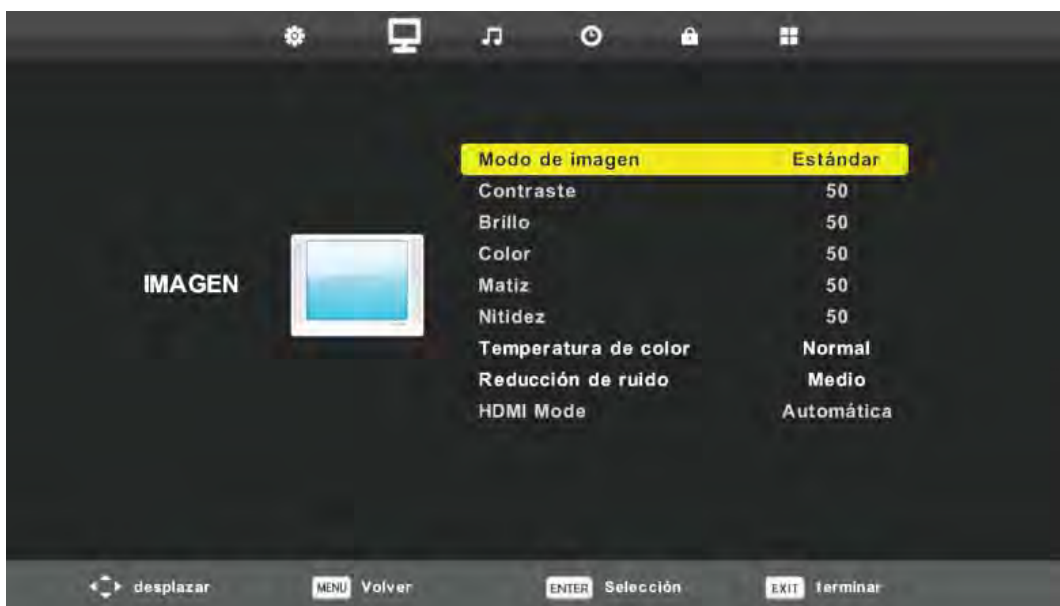 Modo de imagen Estándar
Contraste 50
Brillo 50
Color 50
IMAGEN
Matiz 50
Nitidez 50
Temperatura de color Normal
Reducción de ruido Medio
HDMI Mode Automática
desplazar MENU Volver ENTER Selección EXIT terminar